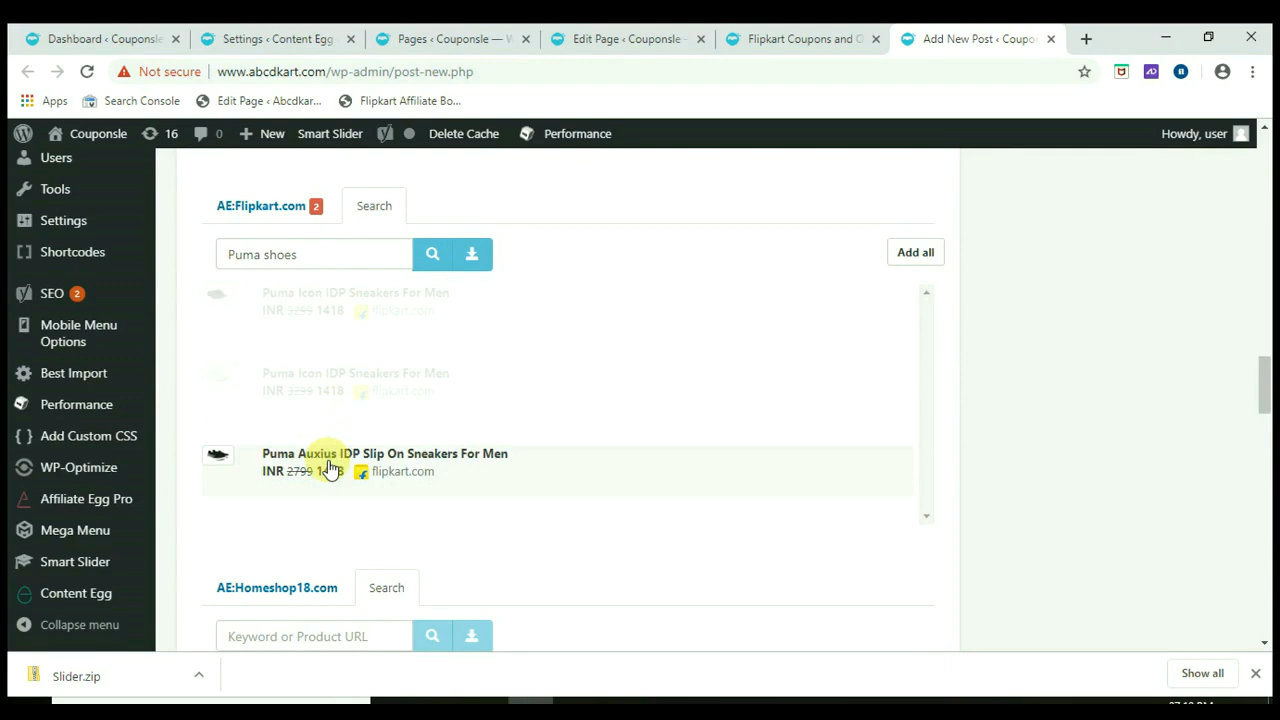 Dashboard ‹ Couponsle
Settings ‹ Content Egg
Pages ‹ Couponsle — W
Edit Page ‹ Couponsle -
Flipkart Coupons and O
Add New Post ‹ Coupo
Not secure
www.abcdkart.com/wp-admin/post-new.php
Apps
Search Console
Edit Page ‹ Abcdkar...
Flipkart Affiliate Bo...
Couponsle
16
0
New
Smart Slider
Delete Cache
Performance
Howdy, user
Users
Tools
Settings
Shortcodes
SEO 2
Mobile Menu
Options
Best Import
Performance
Add Custom CSS
WP-Optimize
Affiliate Egg Pro
Mega Menu
Smart Slider
Content Egg
Collapse menu
AE:Flipkart.com 2
Search
Puma shoes
Add all
Puma Icon IDP Sneakers For Men
INR 3299 1418 flipkart.com
Puma Icon IDP Sneakers For Men
INR 3299 1418 flipkart.com
Puma Auxius IDP Slip On Sneakers For Men
INR 2799 flipkart.com
AE:Homeshop18.com
Search
Keyword or Product URL
Slider.zip
Show all